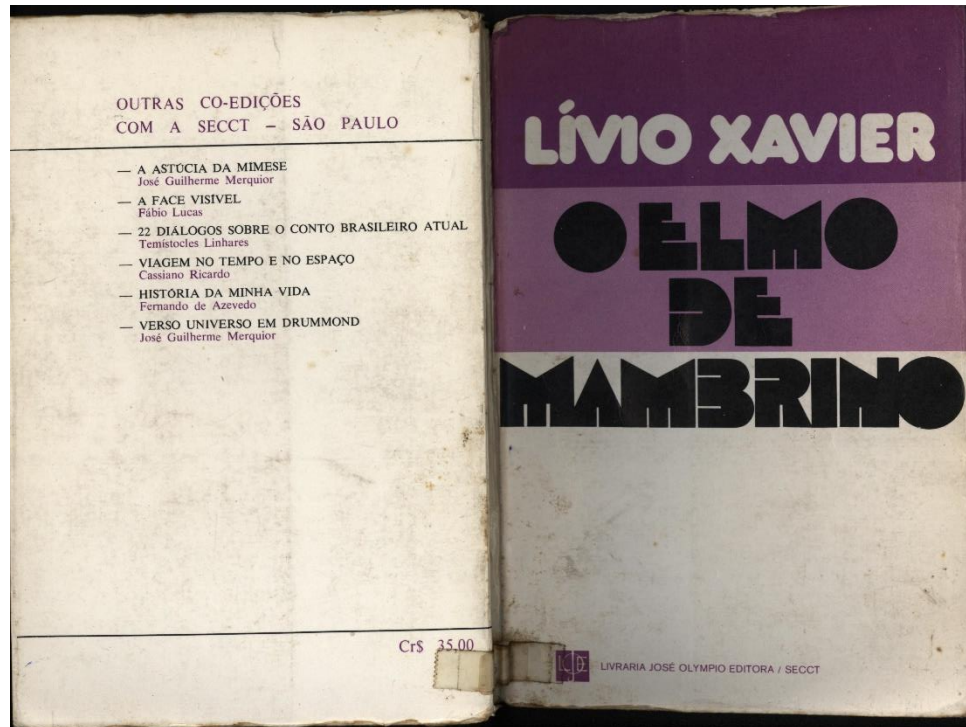 OUTRAS CO-EDIÇÕES
COM A SECCT – SÃO PAULO
— A ASTÚCIA DA MIMESE
José Guilherme Merquior
— A FACE VISÍVEL
Fábio Lucas
— 22 DIÁLOGOS SOBRE O CONTO BRASILEIRO ATUAL
Temístocles Linhares
— VIAGEM NO TEMPO E NO ESPAÇO
Cassiano Ricardo
— HISTÓRIA DA MINHA VIDA
Fernando de Azevedo
— VERSO UNIVERSO EM DRUMMOND
José Guilherme Merquior
Cr$ 35,00
LÍVIO XAVIER
O ELMO
DE
MAMBRINO
LIVRARIA JOSÉ OLYMPIO EDITORA / SECCT